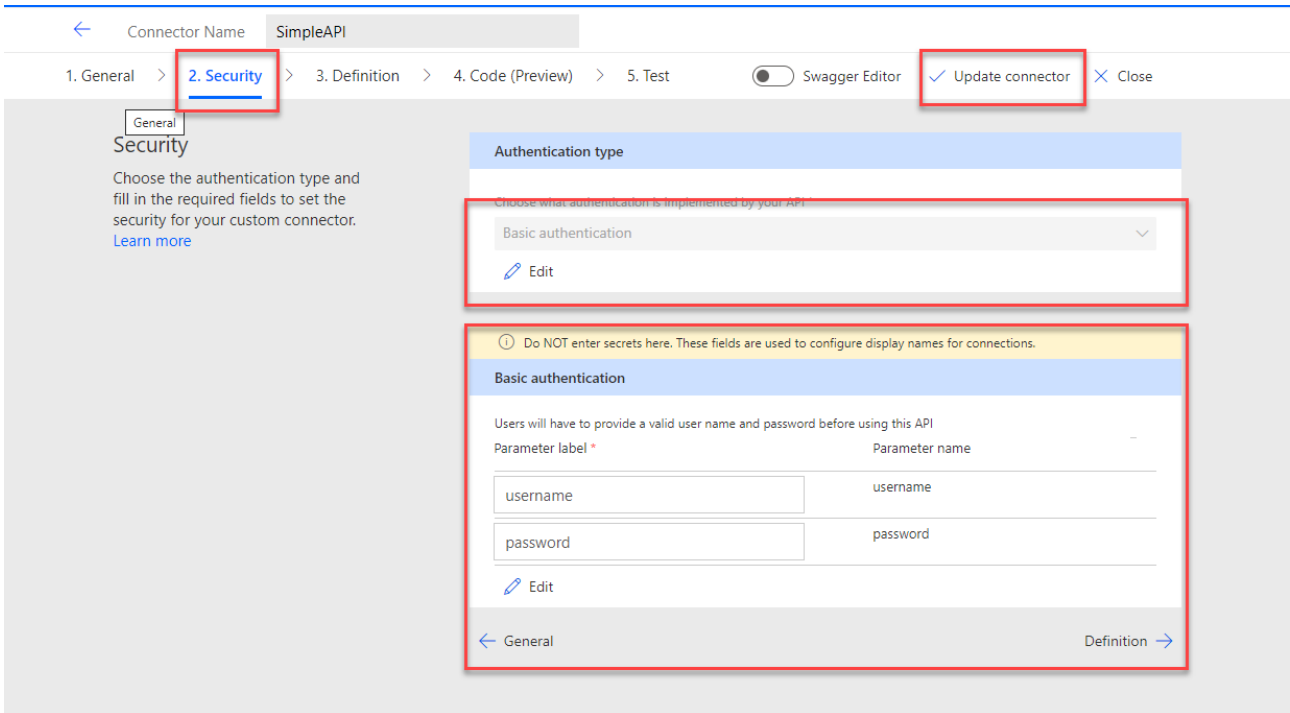 Connector Name SimpleAPI
1. General > 2. Security > 3. Definition > 4. Code (Preview) > 5. Test Swagger Editor Update connector Close
General
Security
Choose the authentication type and
fill in the required fields to set the
security for your custom connector.
Learn more
Authentication type
Choose what authentication is implemented by your API *
Basic authentication
Edit
Do NOT enter secrets here. These fields are used to configure display names for connections.
Basic authentication
Users will have to provide a valid user name and password before using this API
Parameter label * Parameter name
username username
password password
Edit
General Definition